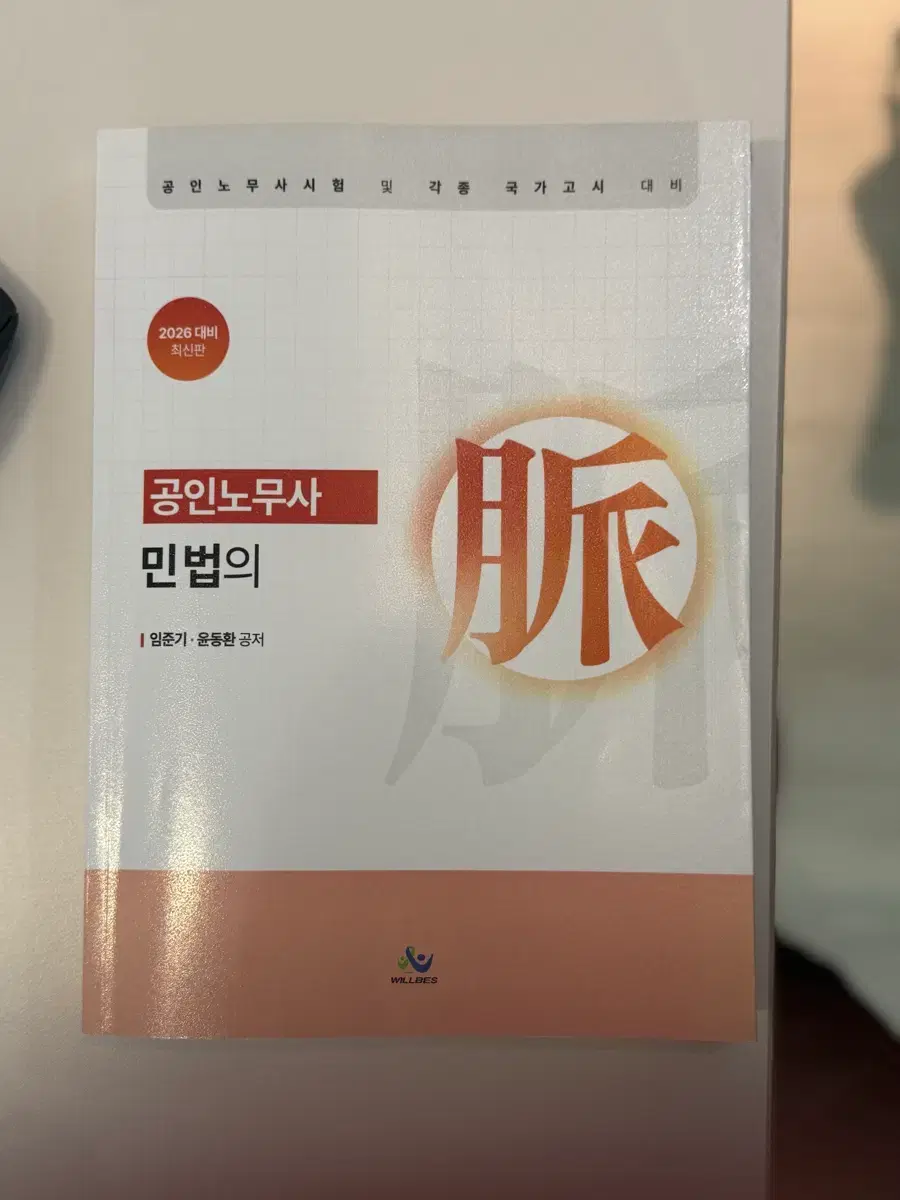 공인노무사시험 및 각종 국가고시 대비
2026 대비
최신판
공인노무사
민법의
脈
임준기 · 윤동환 공저
WILLBES